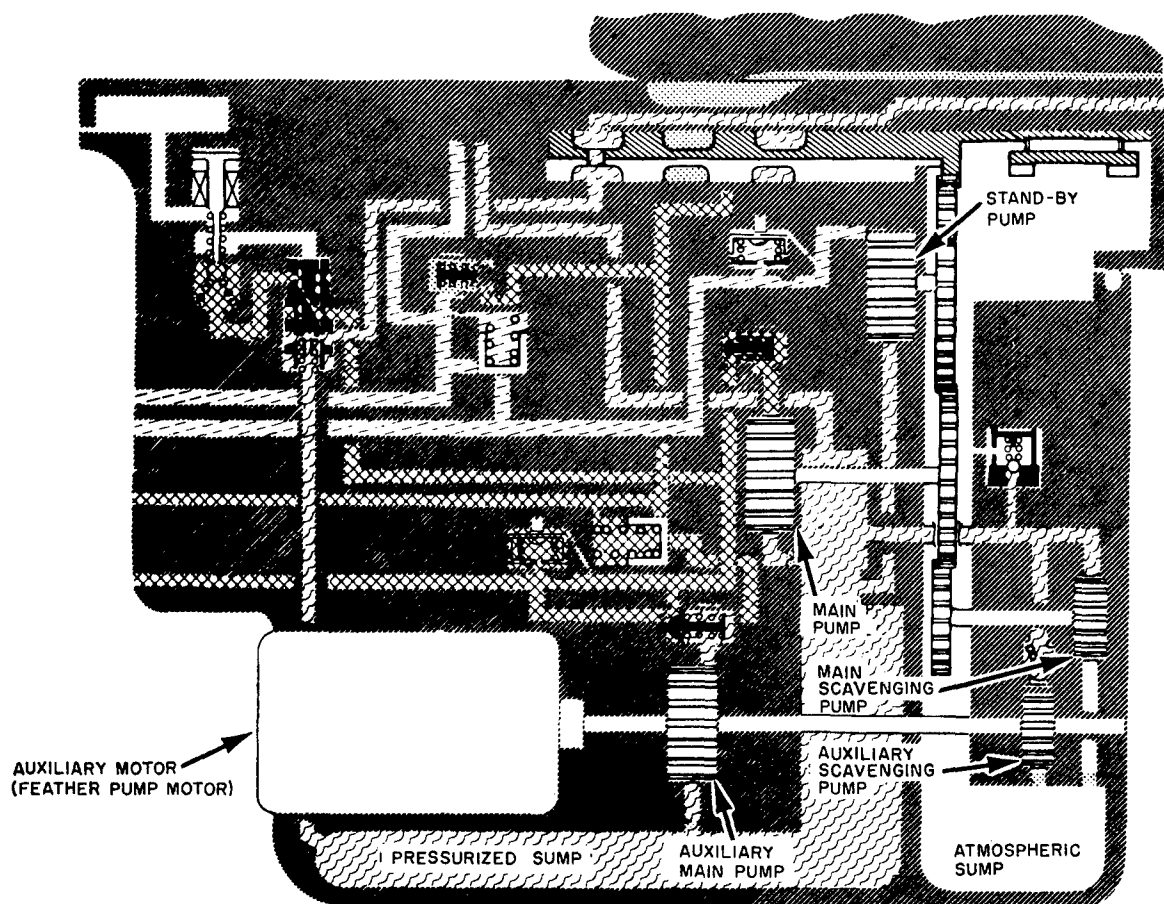 STAND-BY
PUMP
MAIN
PUMP
MAIN
SCAVENGING
PUMP
AUXILIARY MOTOR
(FEATHER PUMP MOTOR)
AUXILIARY
SCAVENGING
PUMP
PRESSURIZED SUMP
AUXILIARY
MAIN PUMP
ATMOSPHERIC
SUMP